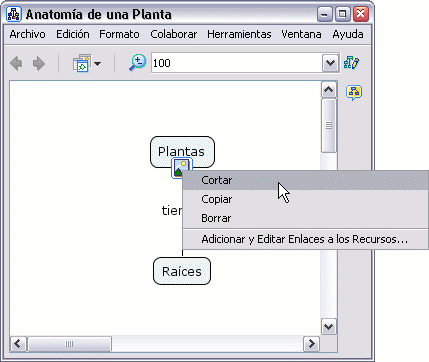 Anatomía de una Planta
Archivo Edición Formato Colaborar Herramientas Ventana Ayuda
100
Plantas
Cortar
Copiar
Borrar
Adicionar y Editar Enlaces a los Recursos...
Raíces